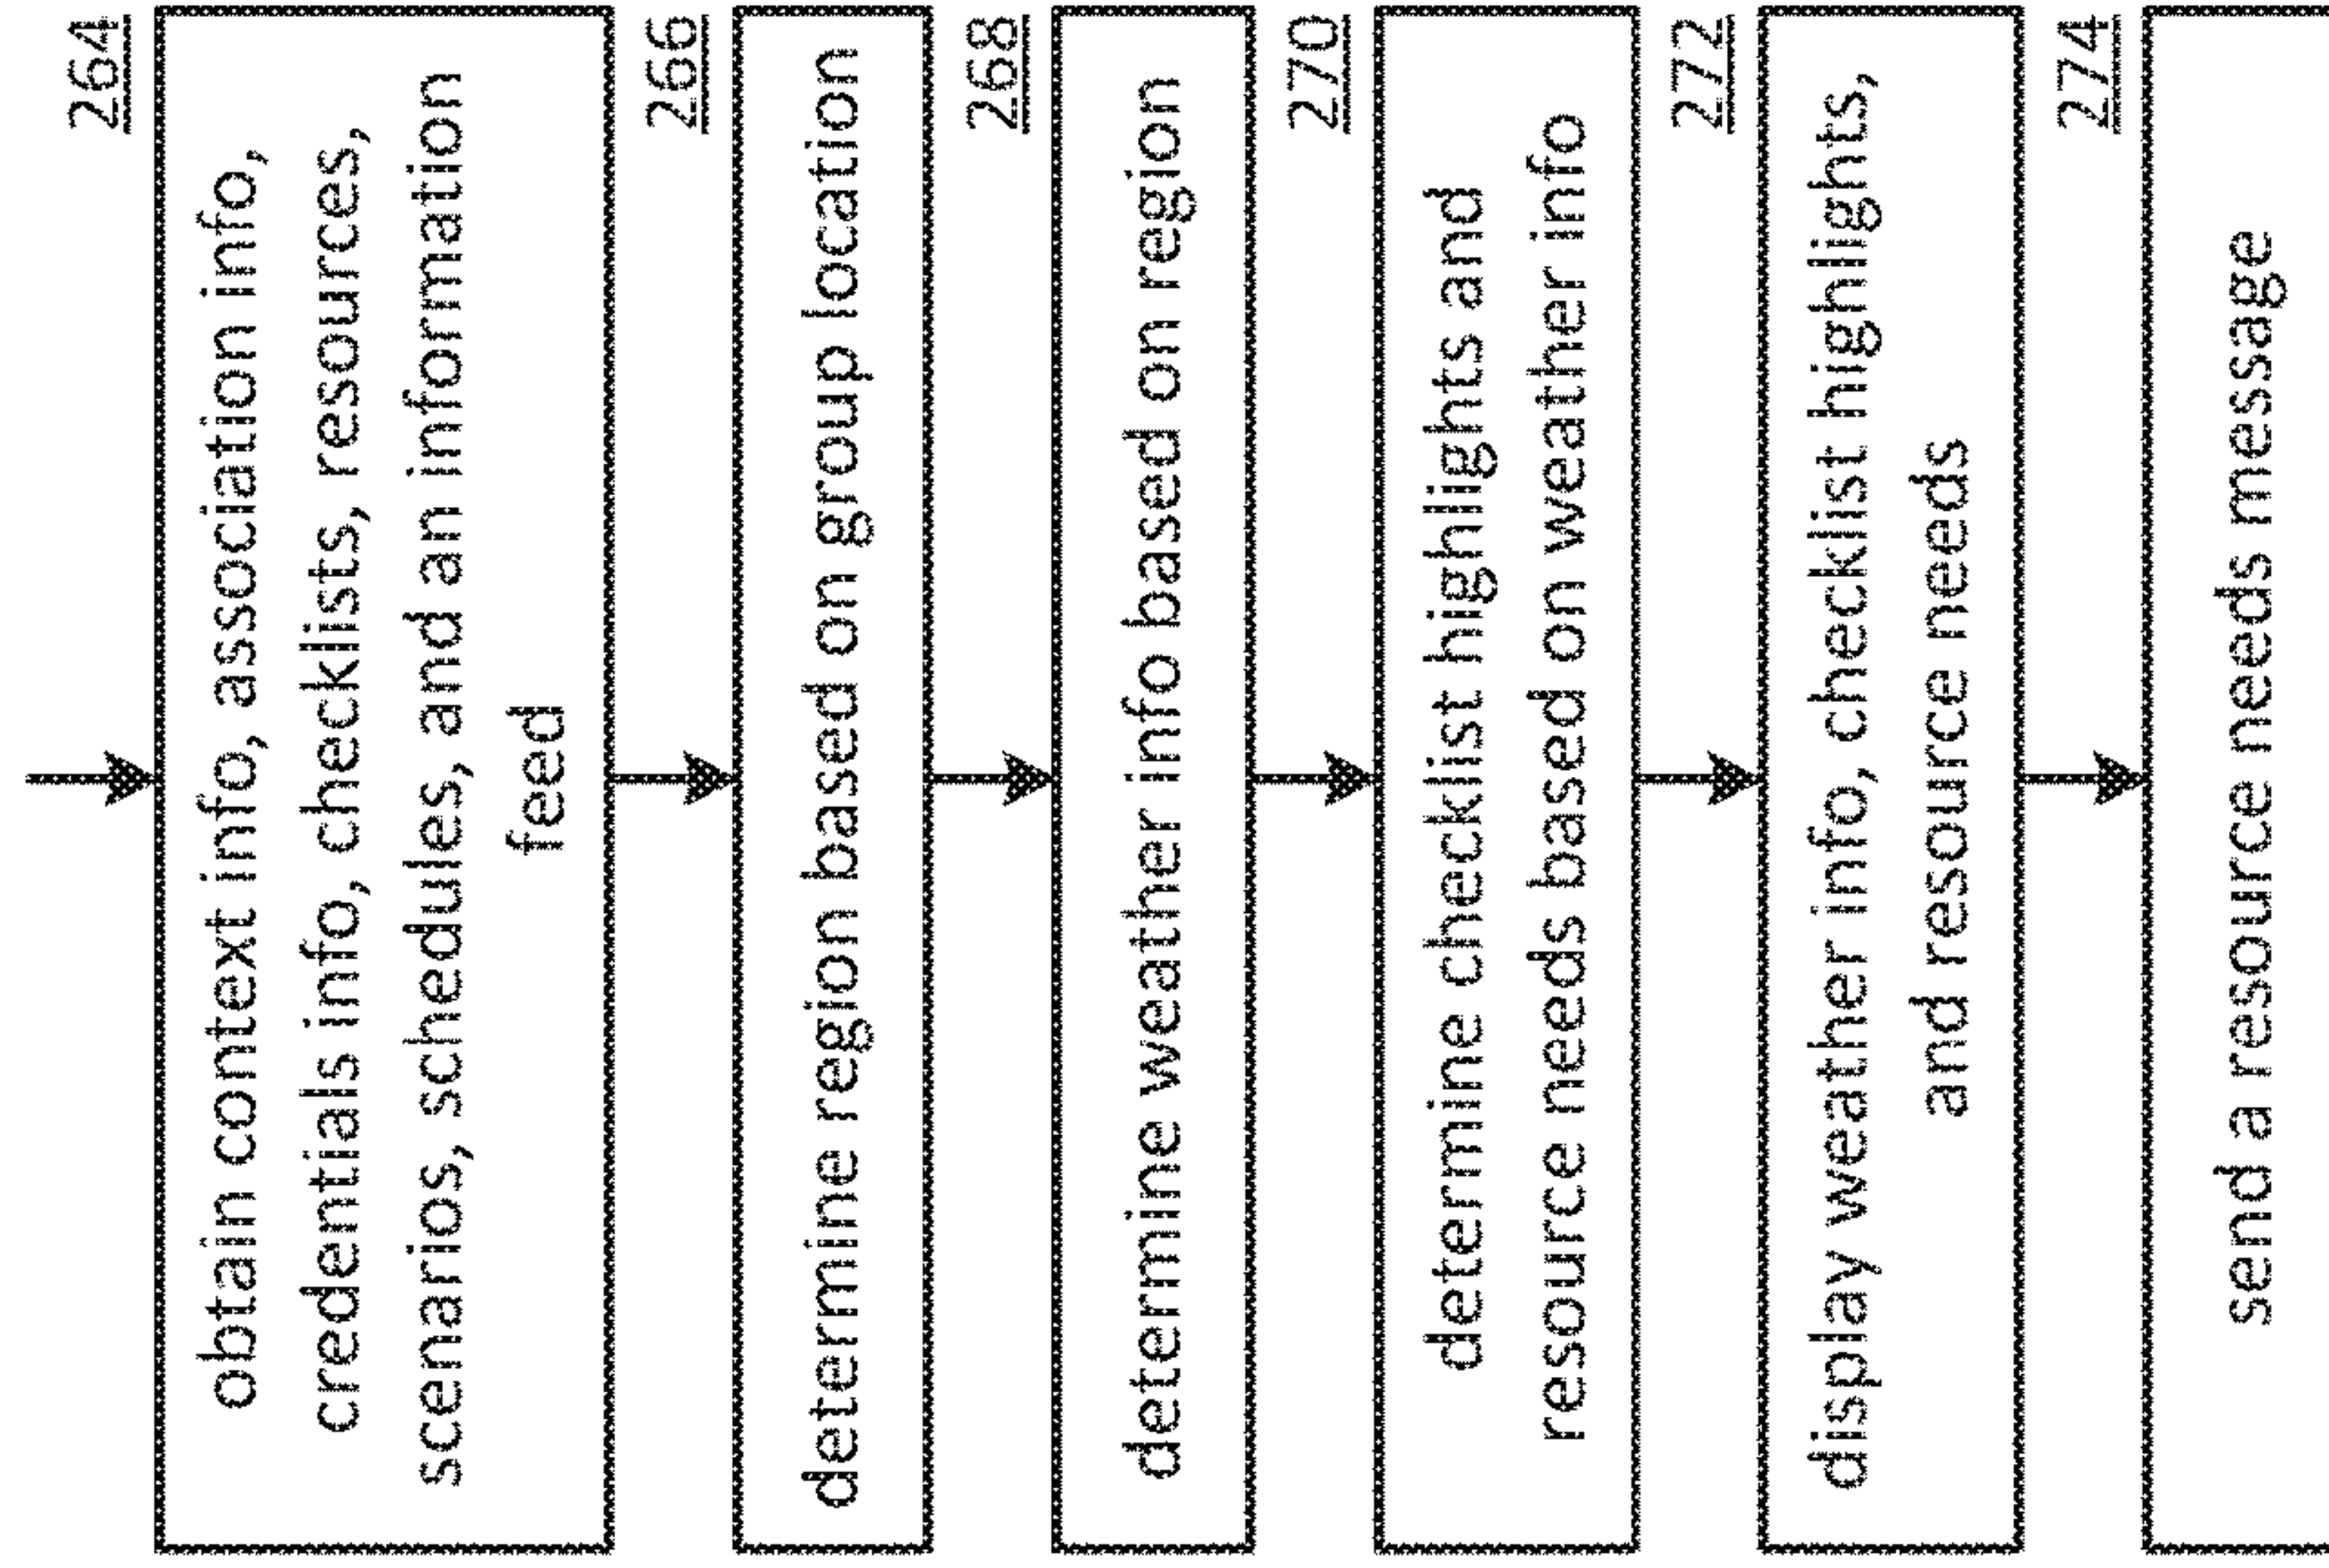 264
obtain context info, association info,
credentials info, checklists, resources,
scenarios, schedules, and an information
feed
266
determine region based on group location
268
determine weather info based on region
270
determine checklist highlights and
resource needs based on weather info
272
display weather info, checklist highlights,
and resource needs
274
send a resource needs message